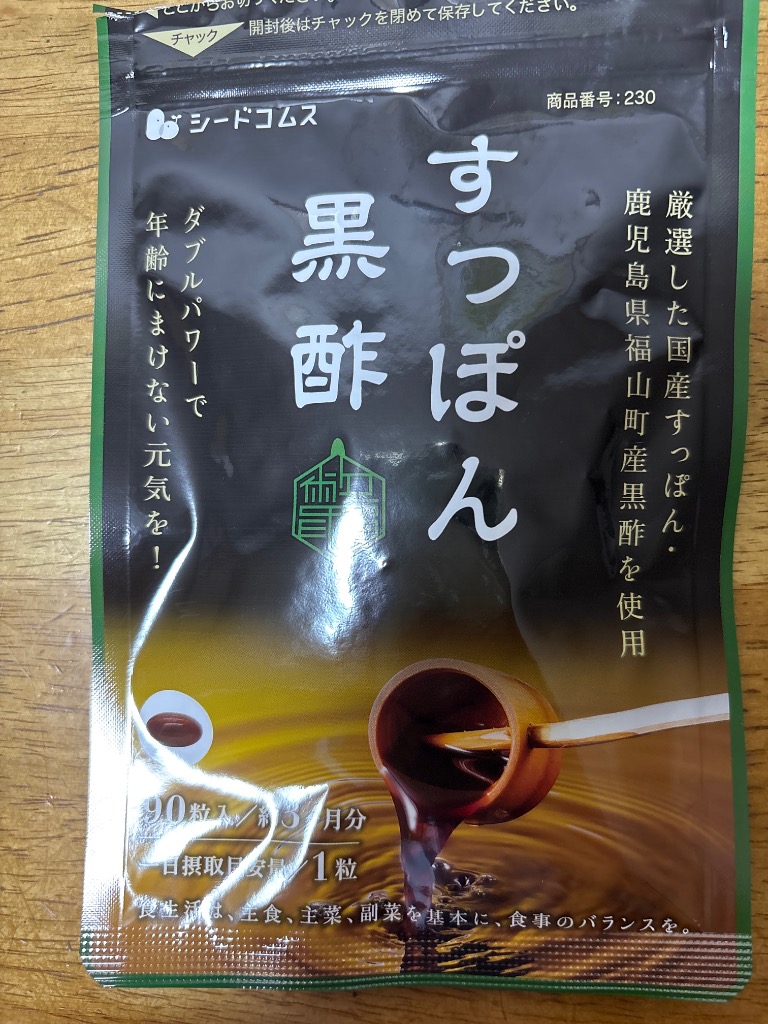 開封後はチャックを閉めて保存してください。
チャック
シードコムス
商品番号:230
すっぽん
黒酢
厳選した国産すっぽん・
鹿児島県福山町産黒酢を使用
ダブルパワーで
年齢にまけない元気を!
90粒入/約3ヶ月分
一日摂取目安量/1粒
食生活は、主食、主菜、副菜を基本に、食事のバランスを。